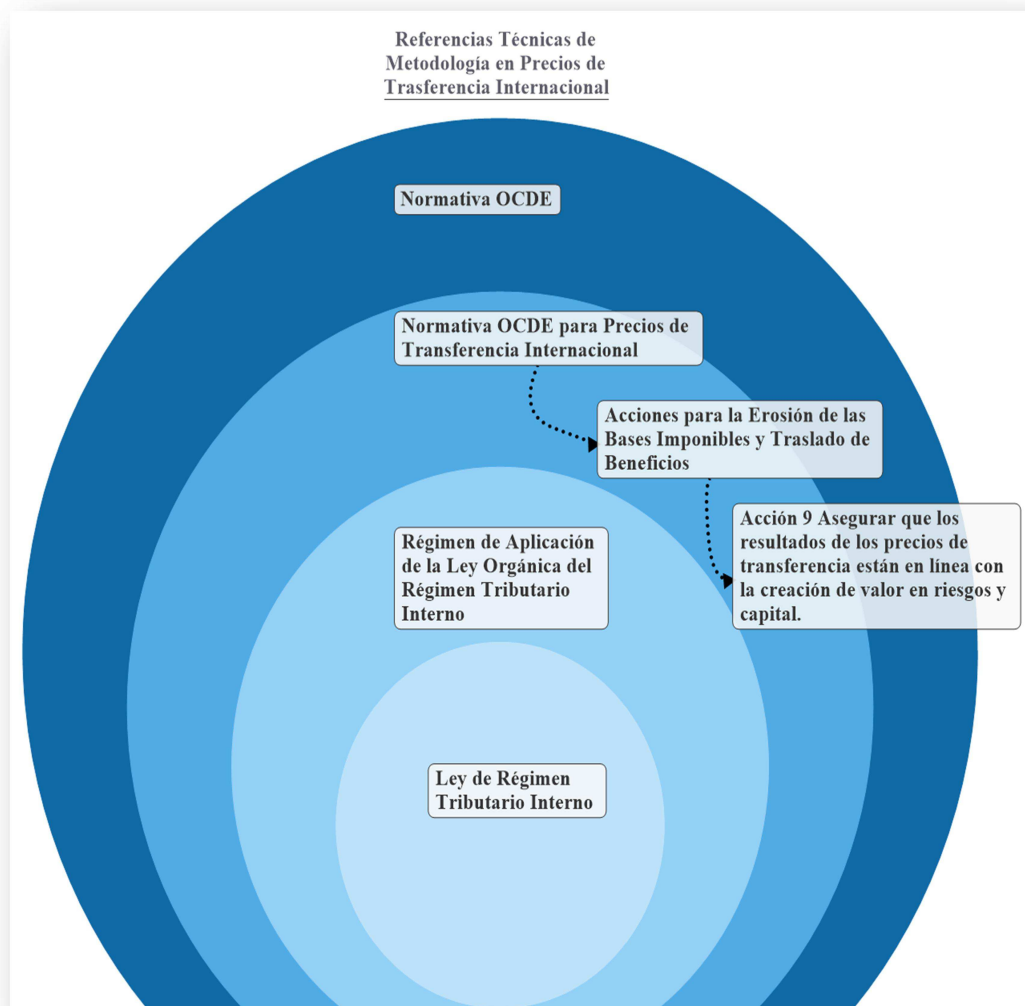 Referencias Técnicas de
Metodología en Precios de
Trasferencia Internacional
Normativa OCDE
Normativa OCDE para Precios de
Transferencia Internacional
Acciones para la Erosión de las
Bases Imponibles y Traslado de
Beneficios
Acción 9 Asegurar que los
resultados de los precios de
transferencia están en línea con
la creación de valor en riesgos y
capital.
Régimen de Aplicación
de la Ley Orgánica del
Régimen Tributario
Interno
Ley de Régimen
Tributario Interno